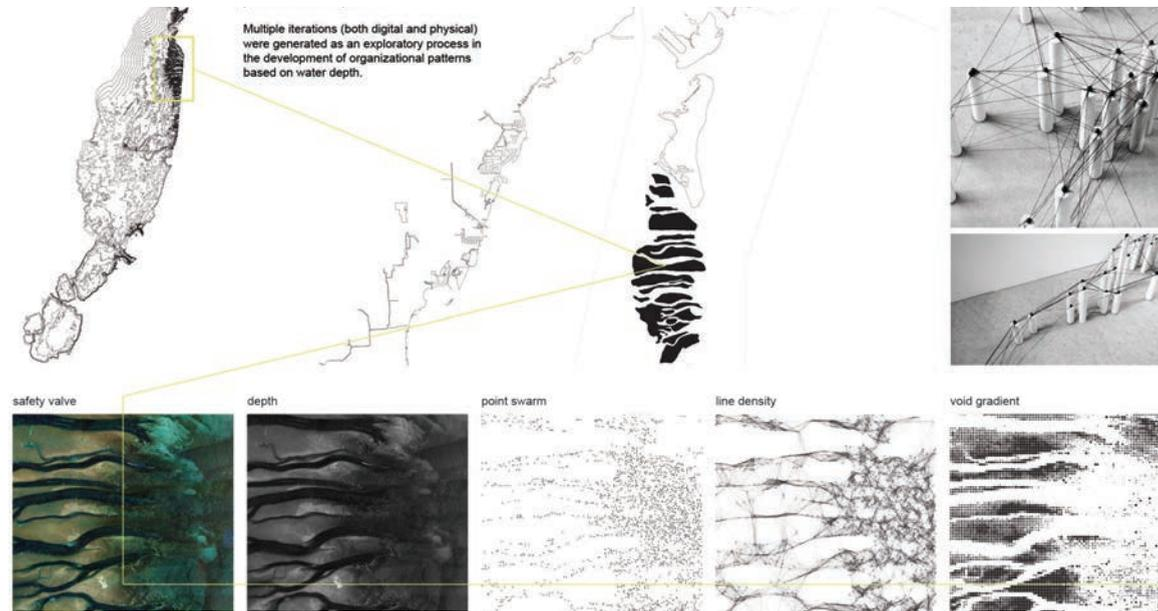 Multiple iterations (both digital and physical)
were generated as an exploratory process in
the development of organizational patterns
based on water depth.
safety valve
depth
point swarm
line density
void gradient